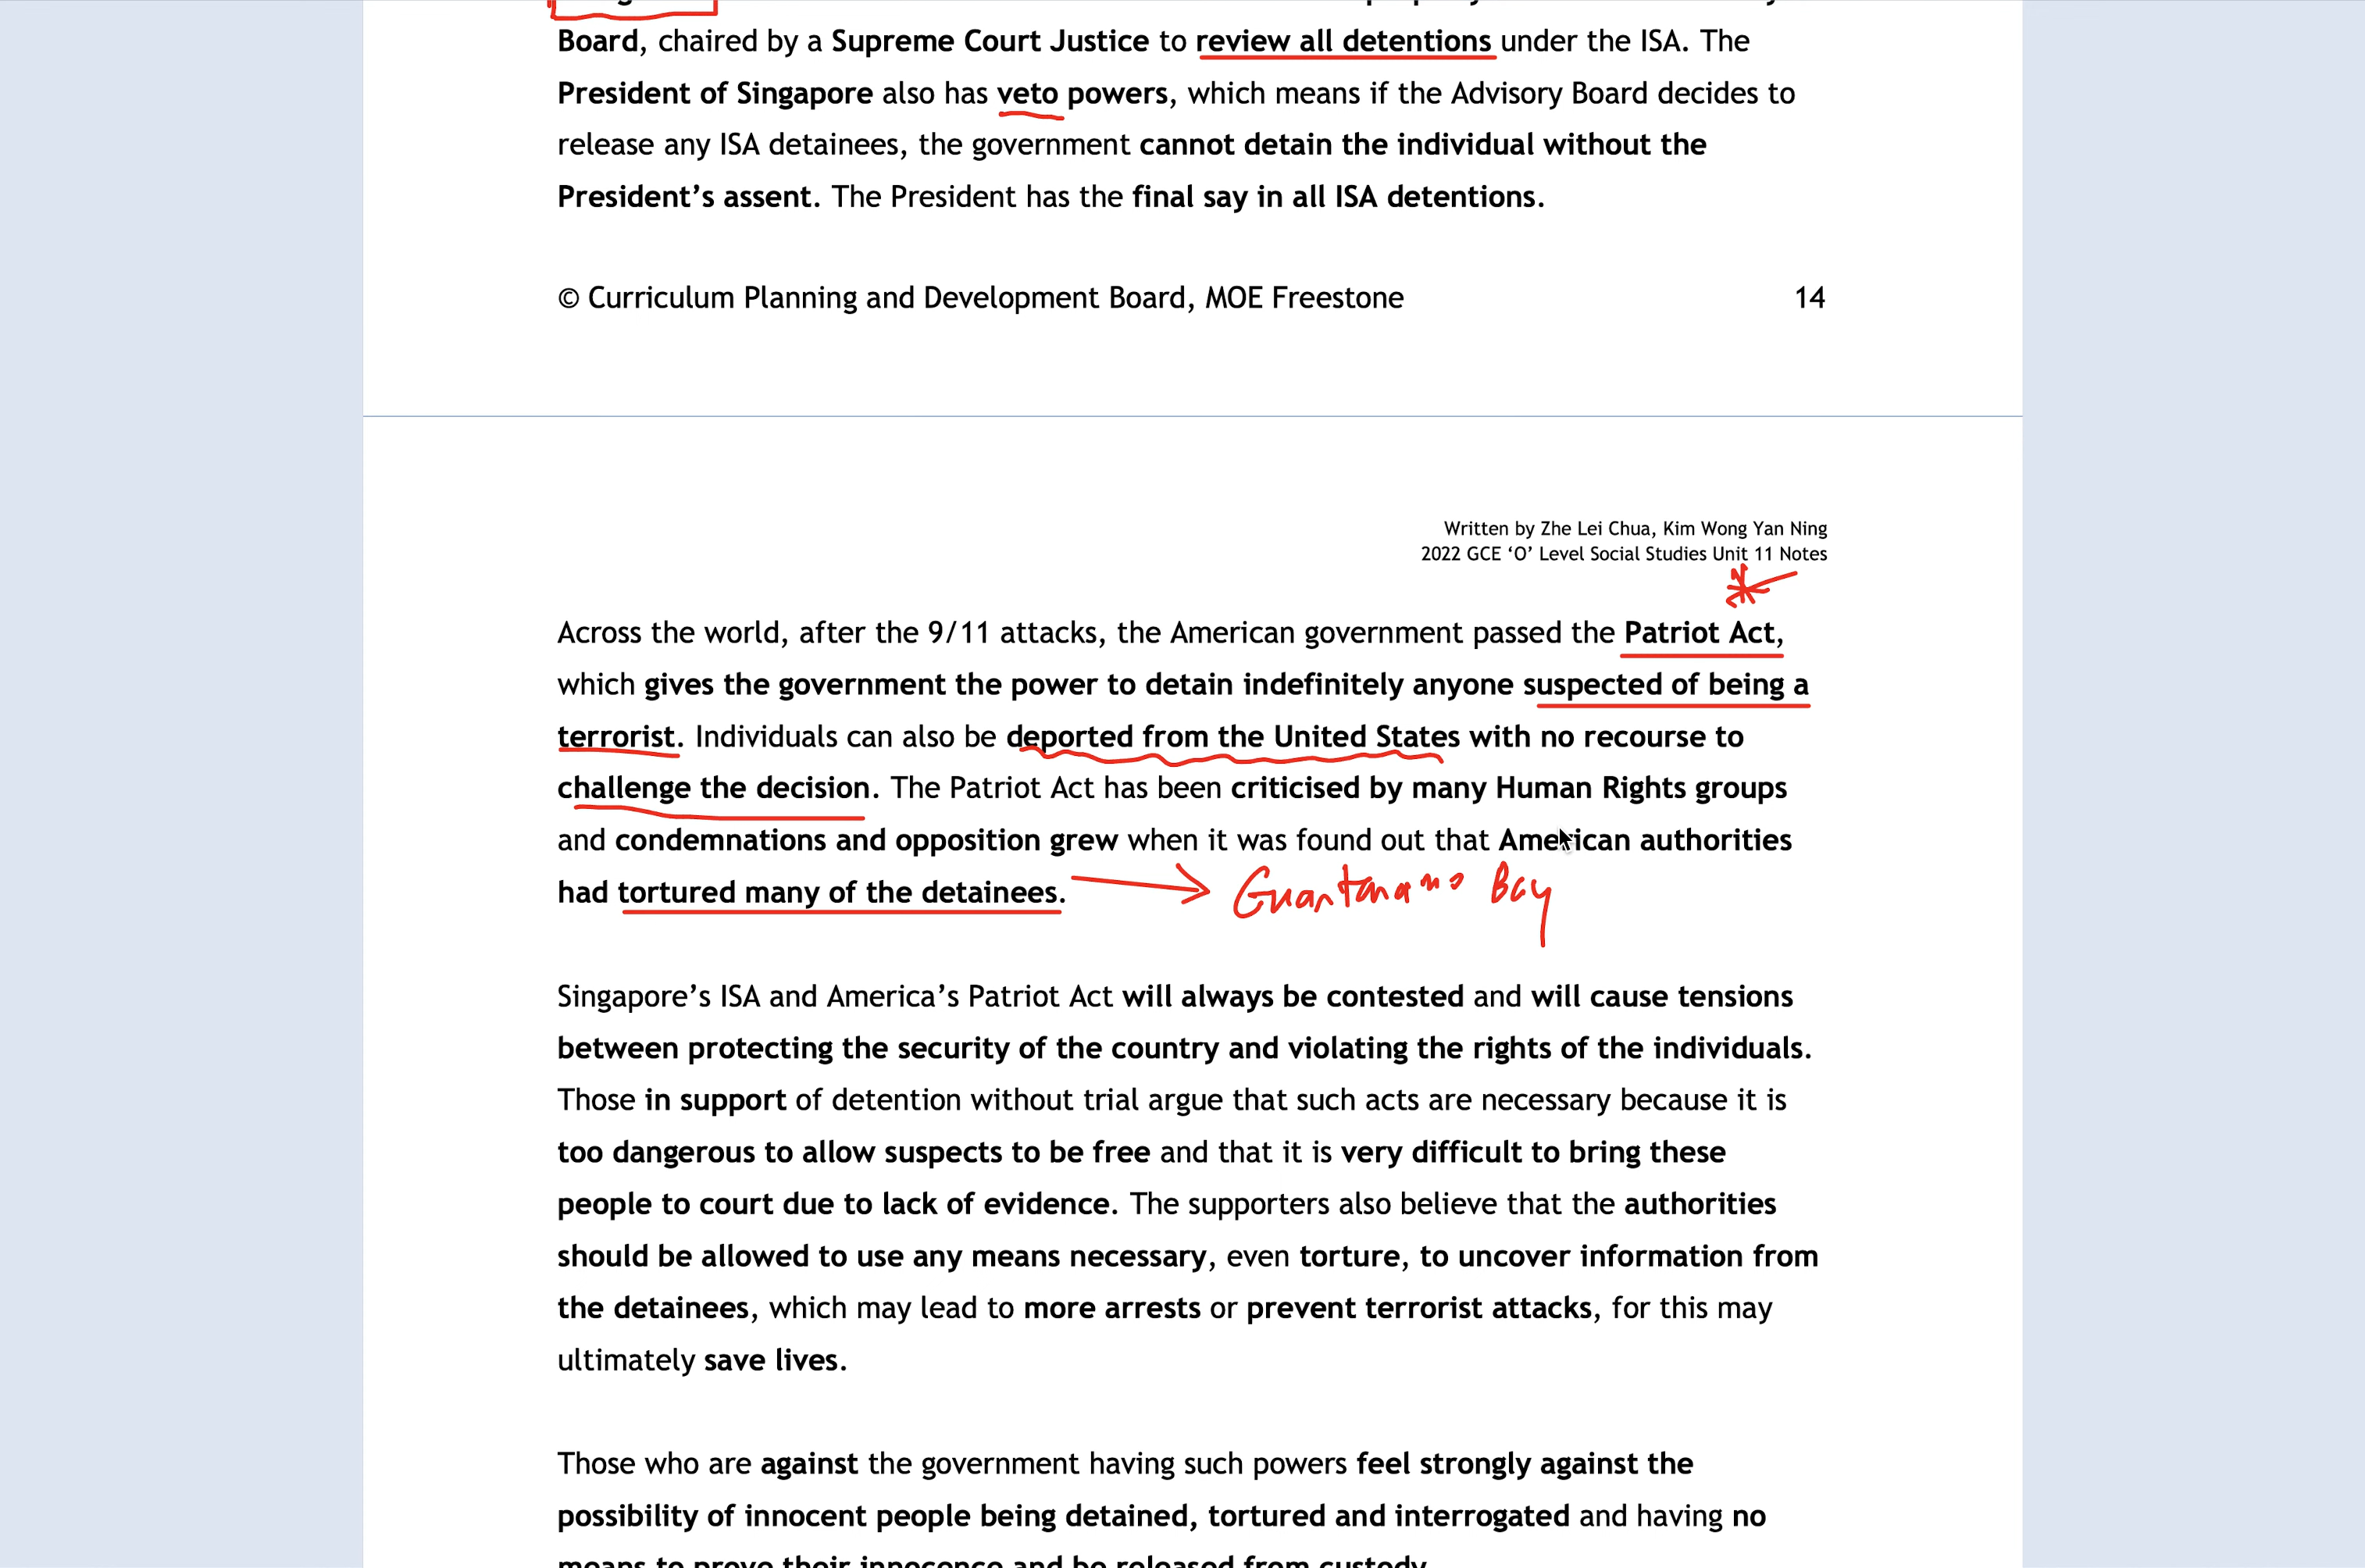 Board, chaired by a Supreme Court Justice to review all detentions under the ISA. The
President of Singapore also has veto powers, which means if the Advisory Board decides to
release any ISA detainees, the government cannot detain the individual without the
President’s assent. The President has the final say in all ISA detentions.
© Curriculum Planning and Development Board, MOE Freestone 14
Written by Zhe Lei Chua, Kim Wong Yan Ning
2022 GCE ‘O’ Level Social Studies Unit 11 Notes
Across the world, after the 9/11 attacks, the American government passed the Patriot Act,
which gives the government the power to detain indefinitely anyone suspected of being a
terrorist. Individuals can also be deported from the United States with no recourse to
challenge the decision. The Patriot Act has been criticised by many Human Rights groups
and condemnations and opposition grew when it was found out that American authorities
had tortured many of the detainees. Guantanamo Bay
Singapore’s ISA and America’s Patriot Act will always be contested and will cause tensions
between protecting the security of the country and violating the rights of the individuals.
Those in support of detention without trial argue that such acts are necessary because it is
too dangerous to allow suspects to be free and that it is very difficult to bring these
people to court due to lack of evidence. The supporters also believe that the authorities
should be allowed to use any means necessary, even torture, to uncover information from
the detainees, which may lead to more arrests or prevent terrorist attacks, for this may
ultimately save lives.
Those who are against the government having such powers feel strongly against the
possibility of innocent people being detained, tortured and interrogated and having no
means to prove their innocence and be released from custody.